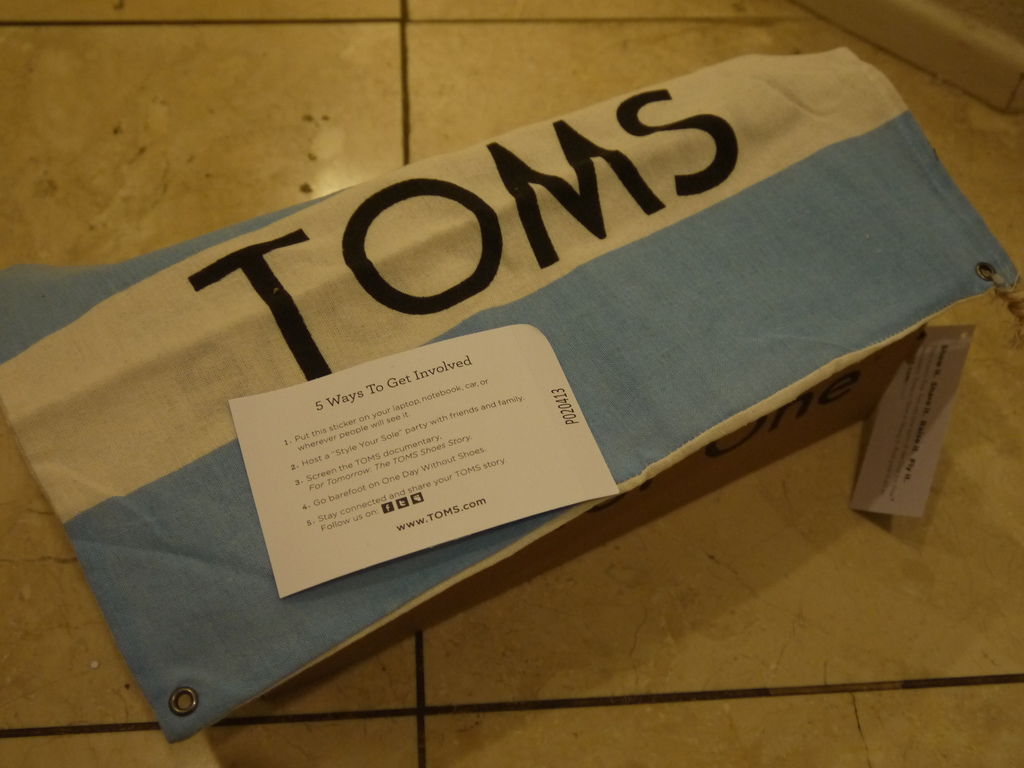 TOMS
5 Ways To Get Involved
1. Put this sticker on your laptop, notebook, car, or
wherever people will see it.
2. Host a "Style Your Sole" party with friends and family.
3. Screen the TOMS documentary,
For Tomorrow: The TOMS Shoes Story.
4. Go barefoot on One Day Without Shoes.
5. Stay connected and share your TOMS story.
Follow us on:
www.TOMS.com
P020413
One